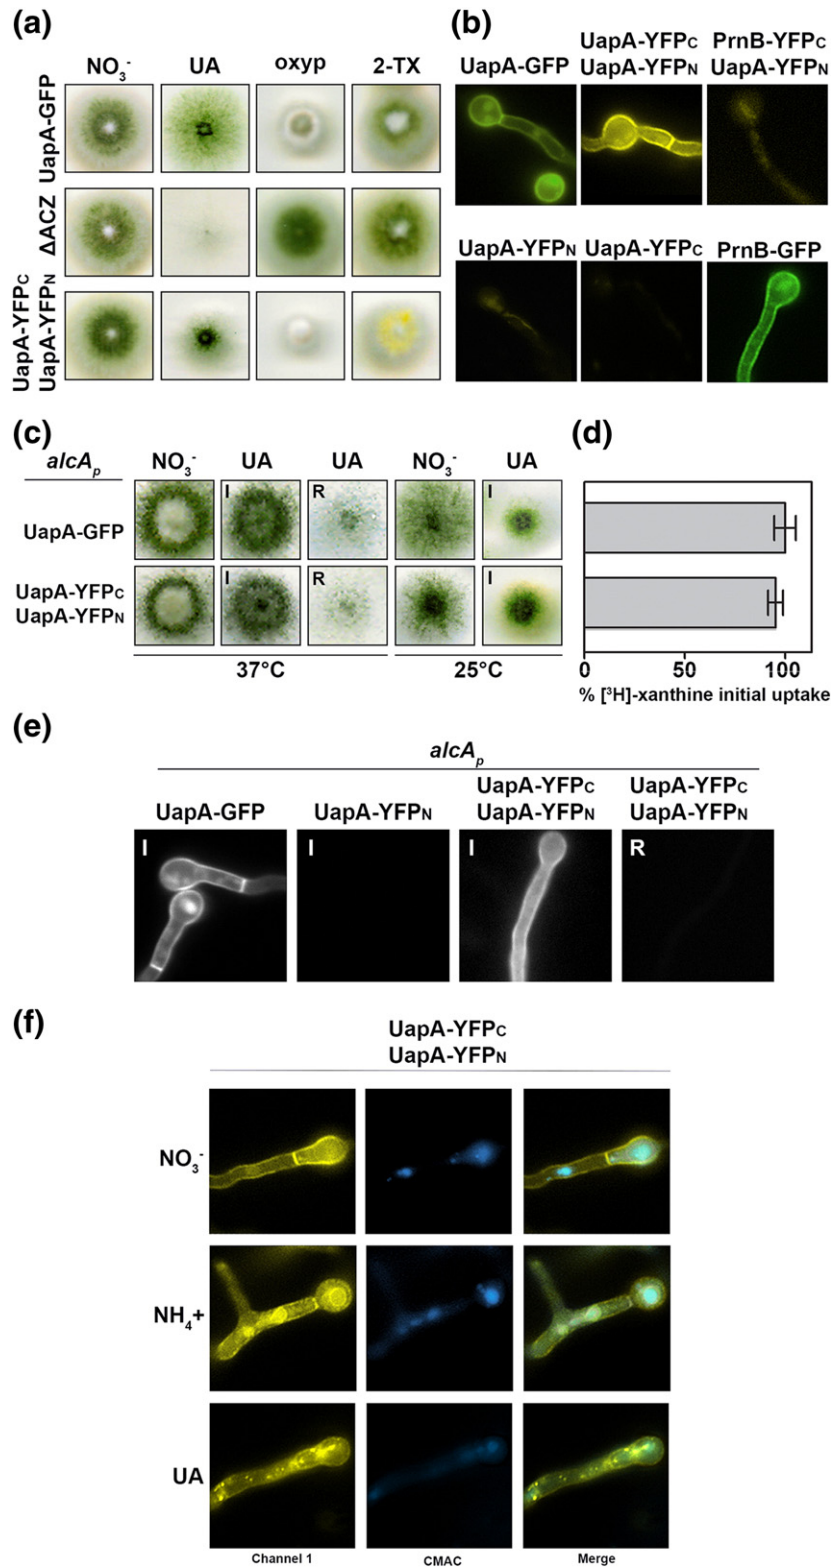 (a)
NO3- UA oxyp 2-TX
UapA-GFP
ΔACZ
UapA-YFPC
UapA-YFPN
(b)
UapA-GFP
UapA-YFPC
UapA-YFPN
PrnB-YFPC
UapA-YFPN
UapA-YFPN UapA-YFPC PrnB-GFP
(c)
alcAp NO3- UA UA NO3- UA
UapA-GFP
I R I
UapA-YFPC
UapA-YFPN
I R I
37°C 25°C
(d)
0 50 100
% [3H]-xanthine initial uptake
(e)
alcAp
UapA-GFP
UapA-YFPN
UapA-YFPC
UapA-YFPN
UapA-YFPC
UapA-YFPN
I I I R
(f)
UapA-YFPC
UapA-YFPN
NO3-
NH4+
UA
Channel 1 CMAC Merge